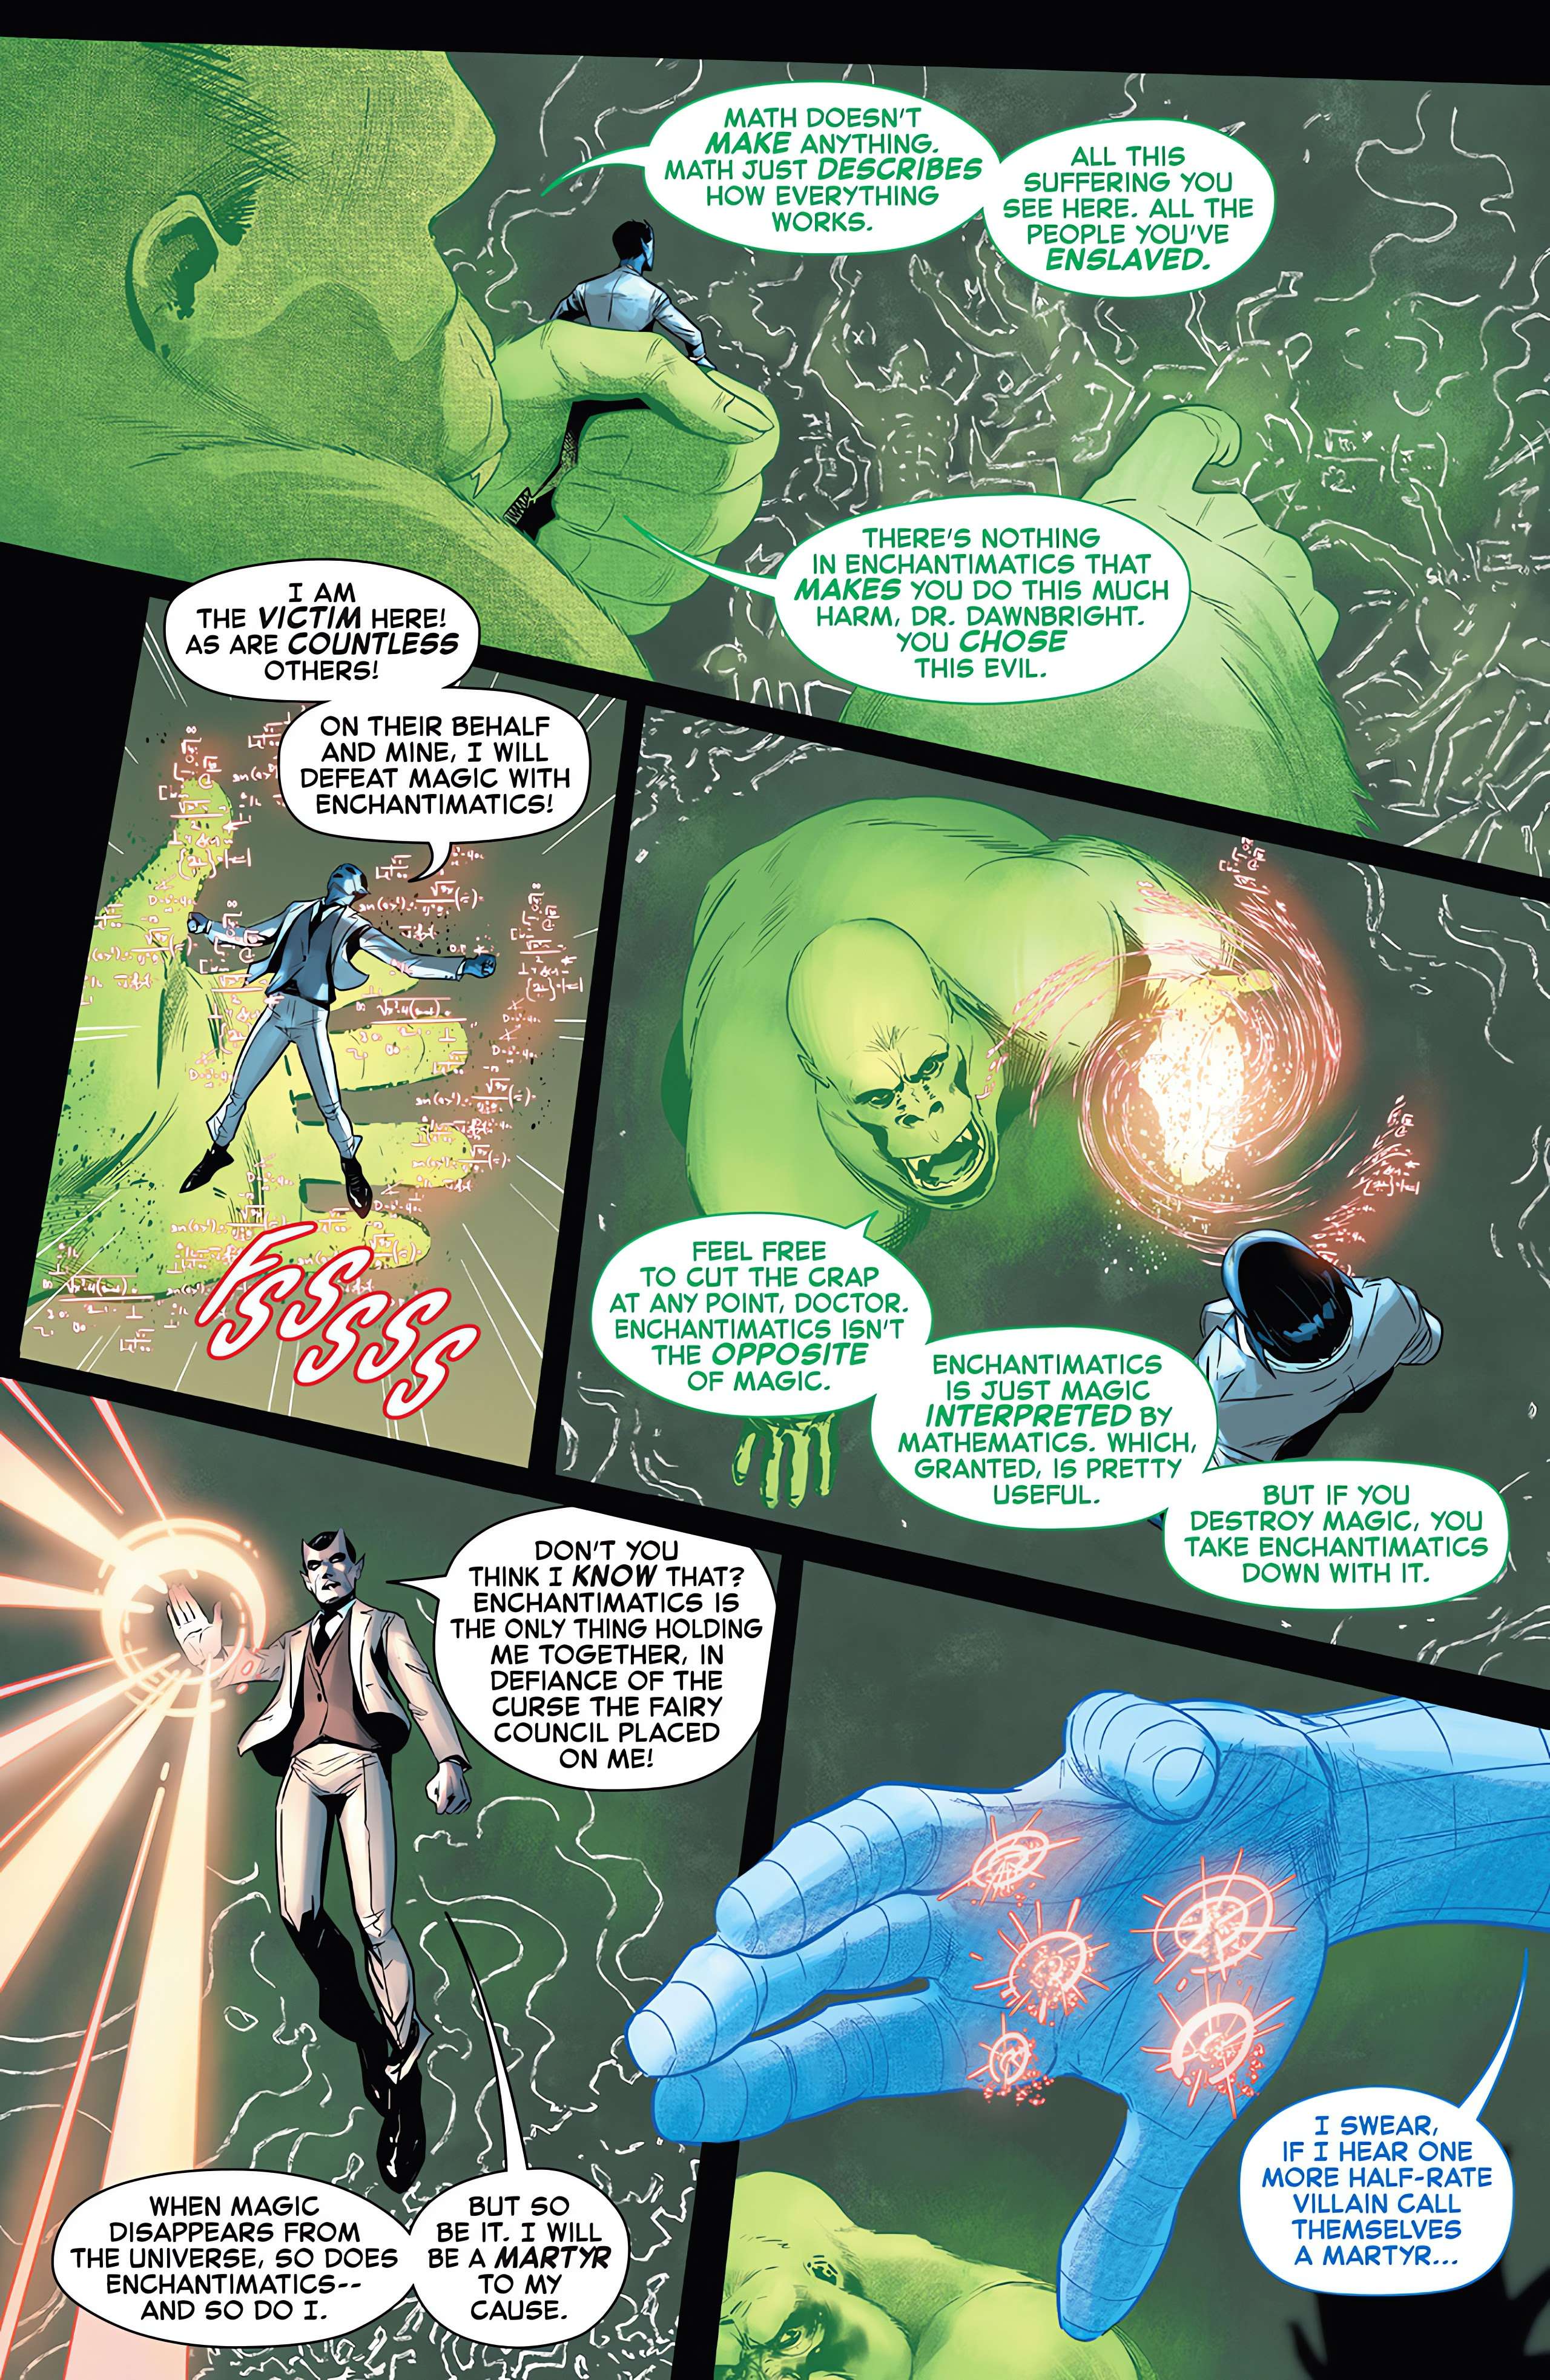 MATH DOESN'T
MAKE ANYTHING.
MATH JUST DESCRIBES
HOW EVERYTHING
WORKS.
ALL THIS
SUFFERING YOU
SEE HERE. ALL THE
PEOPLE YOU'VE
ENSLAVED.
THERE'S NOTHING
IN ENCHANTIMATICS THAT
MAKES YOU DO THIS MUCH
HARM, DR. DAWNBRIGHT.
YOU CHOSE
THIS EVIL.
I AM
THE VICTIM HERE!
AS ARE COUNTLESS
OTHERS!
ON THEIR BEHALF
AND MINE, I WILL
DEFEAT MAGIC WITH
ENCHANTIMATICS!
FSSSSSS
FEEL FREE
TO CUT THE CRAP
AT ANY POINT, DOCTOR.
ENCHANTIMATICS ISN'T
THE OPPOSITE
OF MAGIC.
ENCHANTIMATICS
IS JUST MAGIC
INTERPRETED BY
MATHEMATICS. WHICH,
GRANTED, IS PRETTY
USEFUL.
BUT IF YOU
DESTROY MAGIC, YOU
TAKE ENCHANTIMATICS
DOWN WITH IT.
DON'T YOU
THINK I KNOW THAT?
ENCHANTIMATICS IS
THE ONLY THING HOLDING
ME TOGETHER, IN
DEFIANCE OF THE
CURSE THE FAIRY
COUNCIL PLACED
ON ME!
WHEN MAGIC
DISAPPEARS FROM
THE UNIVERSE, SO DOES
ENCHANTIMATICS--
AND SO DO I.
BUT SO
BE IT. I WILL
BE A MARTYR
TO MY
CAUSE.
I SWEAR,
IF I HEAR ONE
MORE HALF-RATE
VILLAIN CALL
THEMSELVES
A MARTYR...